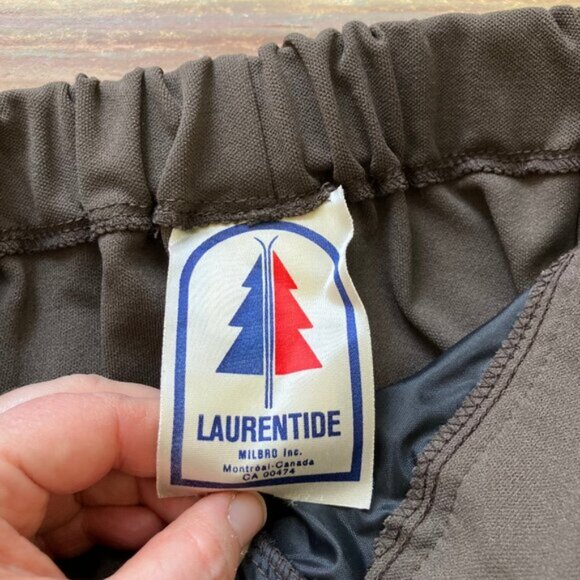 LAURENTIDE
MILBRO Inc.
Montréal-Canada
CA 00474